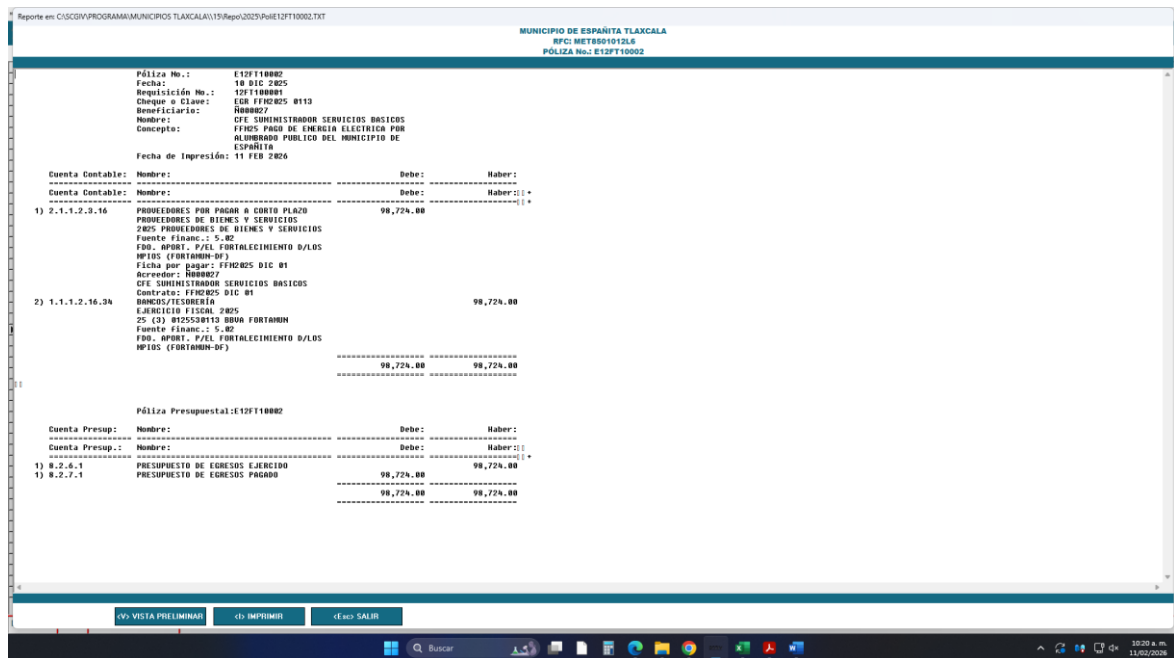 Reporte en: C:\SCGIV\PROGRAMA\MUNICIPIOS TLAXCALA\\15\Repo\2025\PoliE12FT10002.TXT
MUNICIPIO DE ESPAÑITA TLAXCALA
RFC: MET8501012L6
PÓLIZA No.: E12FT10002
Póliza No.: E12FT10002
Fecha: 10 DIC 2025
Requisición No.: 12FT100001
Cheque o Clave: EGR FFM2025 0113
Beneficiario: Ñ000027
Nombre: CFE SUMINISTRADOR SERVICIOS BASICOS
Concepto: FFM25 PAGO DE ENERGIA ELECTRICA POR
ALUMBRADO PUBLICO DEL MUNICIPIO DE
ESPAÑITA
Fecha de Impresión: 11 FEB 2026
Cuenta Contable: Nombre: Debe: Haber:
Cuenta Contable: Nombre: Debe: Haber:
1) 2.1.1.2.3.16 PROVEEDORES POR PAGAR A CORTO PLAZO 98,724.00
PROVEEDORES DE BIENES Y SERVICIOS
2025 PROVEEDORES DE BIENES Y SERVICIOS
Fuente financ.: 5.02
FDO. APORT. P/EL FORTALECIMIENTO D/LOS
MPIOS (FORTAMUN-DF)
Ficha por pagar: FFM2025 DIC 01
Acreedor: Ñ000027
CFE SUMINISTRADOR SERVICIOS BASICOS
Contrato: FFM2025 DIC 01
2) 1.1.1.2.16.34 BANCOS/TESORERÍA 98,724.00
EJERCICIO FISCAL 2025
25 (3) 0125530113 BBVA FORTAMUN
Fuente financ.: 5.02
FDO. APORT. P/EL FORTALECIMIENTO D/LOS
MPIOS (FORTAMUN-DF)
98,724.00 98,724.00
Póliza Presupuestal:E12FT10002
Cuenta Presup: Nombre: Debe: Haber:
Cuenta Presup.: Nombre: Debe: Haber:
1) 8.2.6.1 PRESUPUESTO DE EGRESOS EJERCIDO 98,724.00
1) 8.2.7.1 PRESUPUESTO DE EGRESOS PAGADO 98,724.00
98,724.00 98,724.00
<V> VISTA PRELIMINAR <I> IMPRIMIR <Esc> SALIR
Buscar
10:20 a. m.
11/02/2026